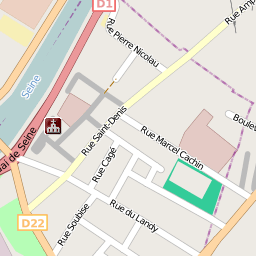 D1
Rue Amp
Rue Pierre Nicolau
Seine
Boulev
Rue Saint-Denis
Rue Marcel Cachin
ai de Seine
Rue Cagé
Rue du Landy
D22
Rue Soubise